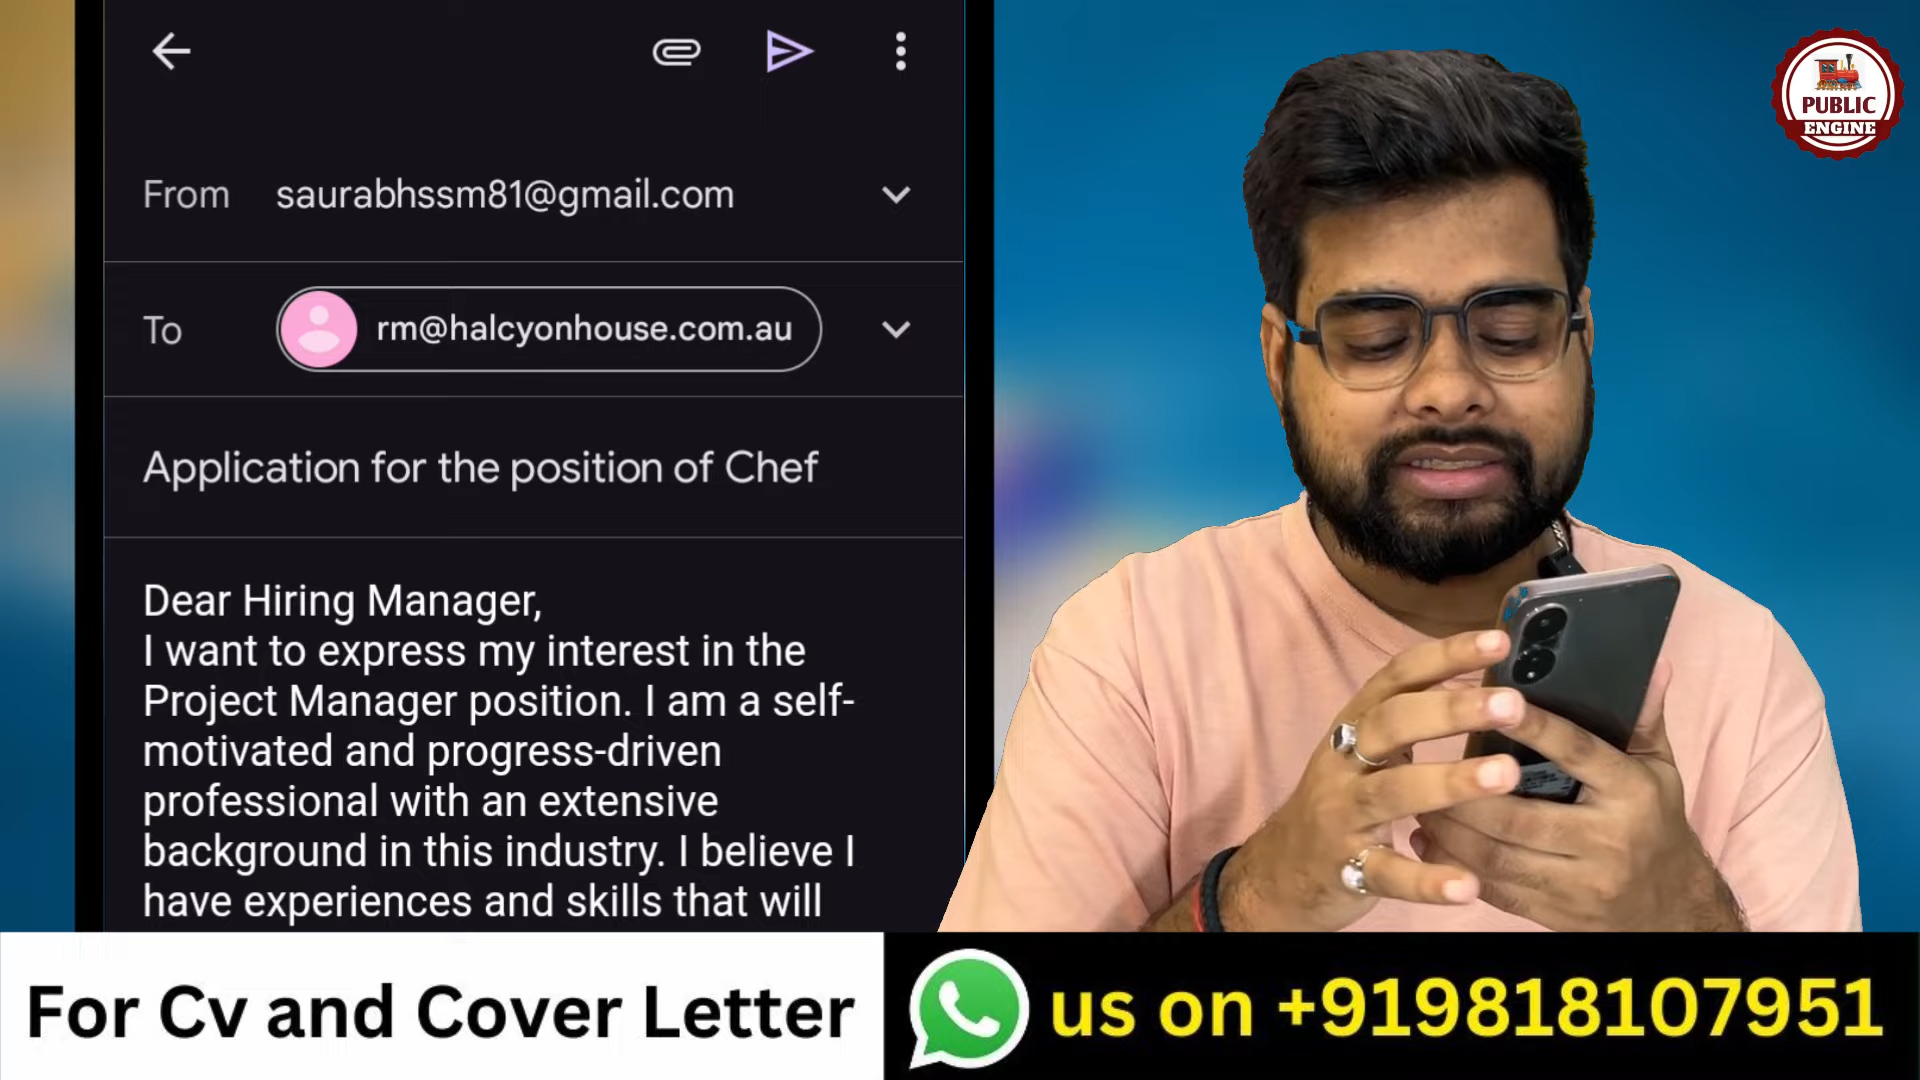 From saurabhssm81@gmail.com
To rm@halcyonhouse.com.au
Application for the position of Chef
Dear Hiring Manager,
I want to express my interest in the
Project Manager position. I am a self-
motivated and progress-driven
professional with an extensive
background in this industry. I believe I
have experiences and skills that will
PUBLIC
ENGINE
For Cv and Cover Letter
us on +919818107951